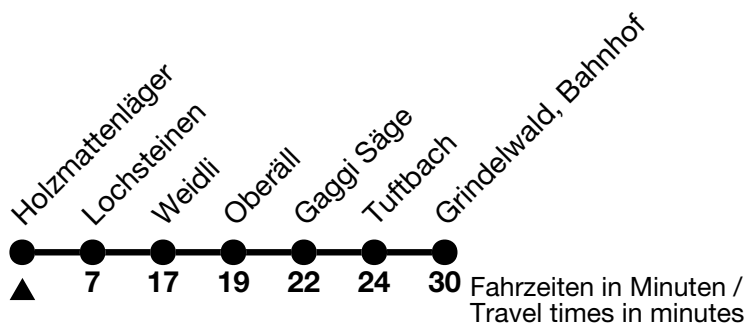 Holzmattenläger
Lochsteinen
Weidli
Oberäll
Gaggi Säge
Tuftbach
Grindelwald, Bahnhof
7 17 19 22 24 30 Fahrzeiten in Minuten /
Travel times in minutes